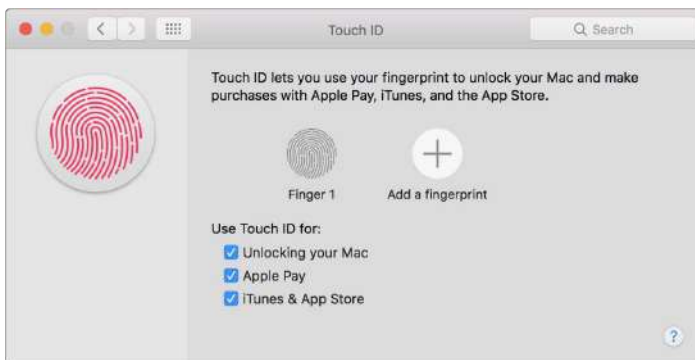 Touch ID
Search
Touch ID lets you use your fingerprint to unlock your Mac and make
purchases with Apple Pay, iTunes, and the App Store.
Finger 1
Add a fingerprint
Use Touch ID for:
Unlocking your Mac
Apple Pay
iTunes & App Store
?